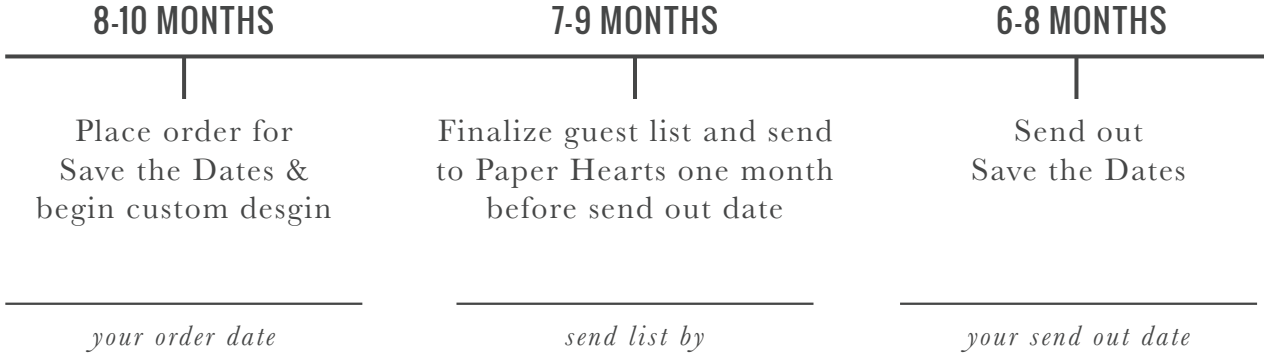 8-10 MONTHS
Place order for
Save the Dates &
begin custom desgin
your order date
7-9 MONTHS
Finalize guest list and send
to Paper Hearts one month
before send out date
send list by
6-8 MONTHS
Send out
Save the Dates
your send out date